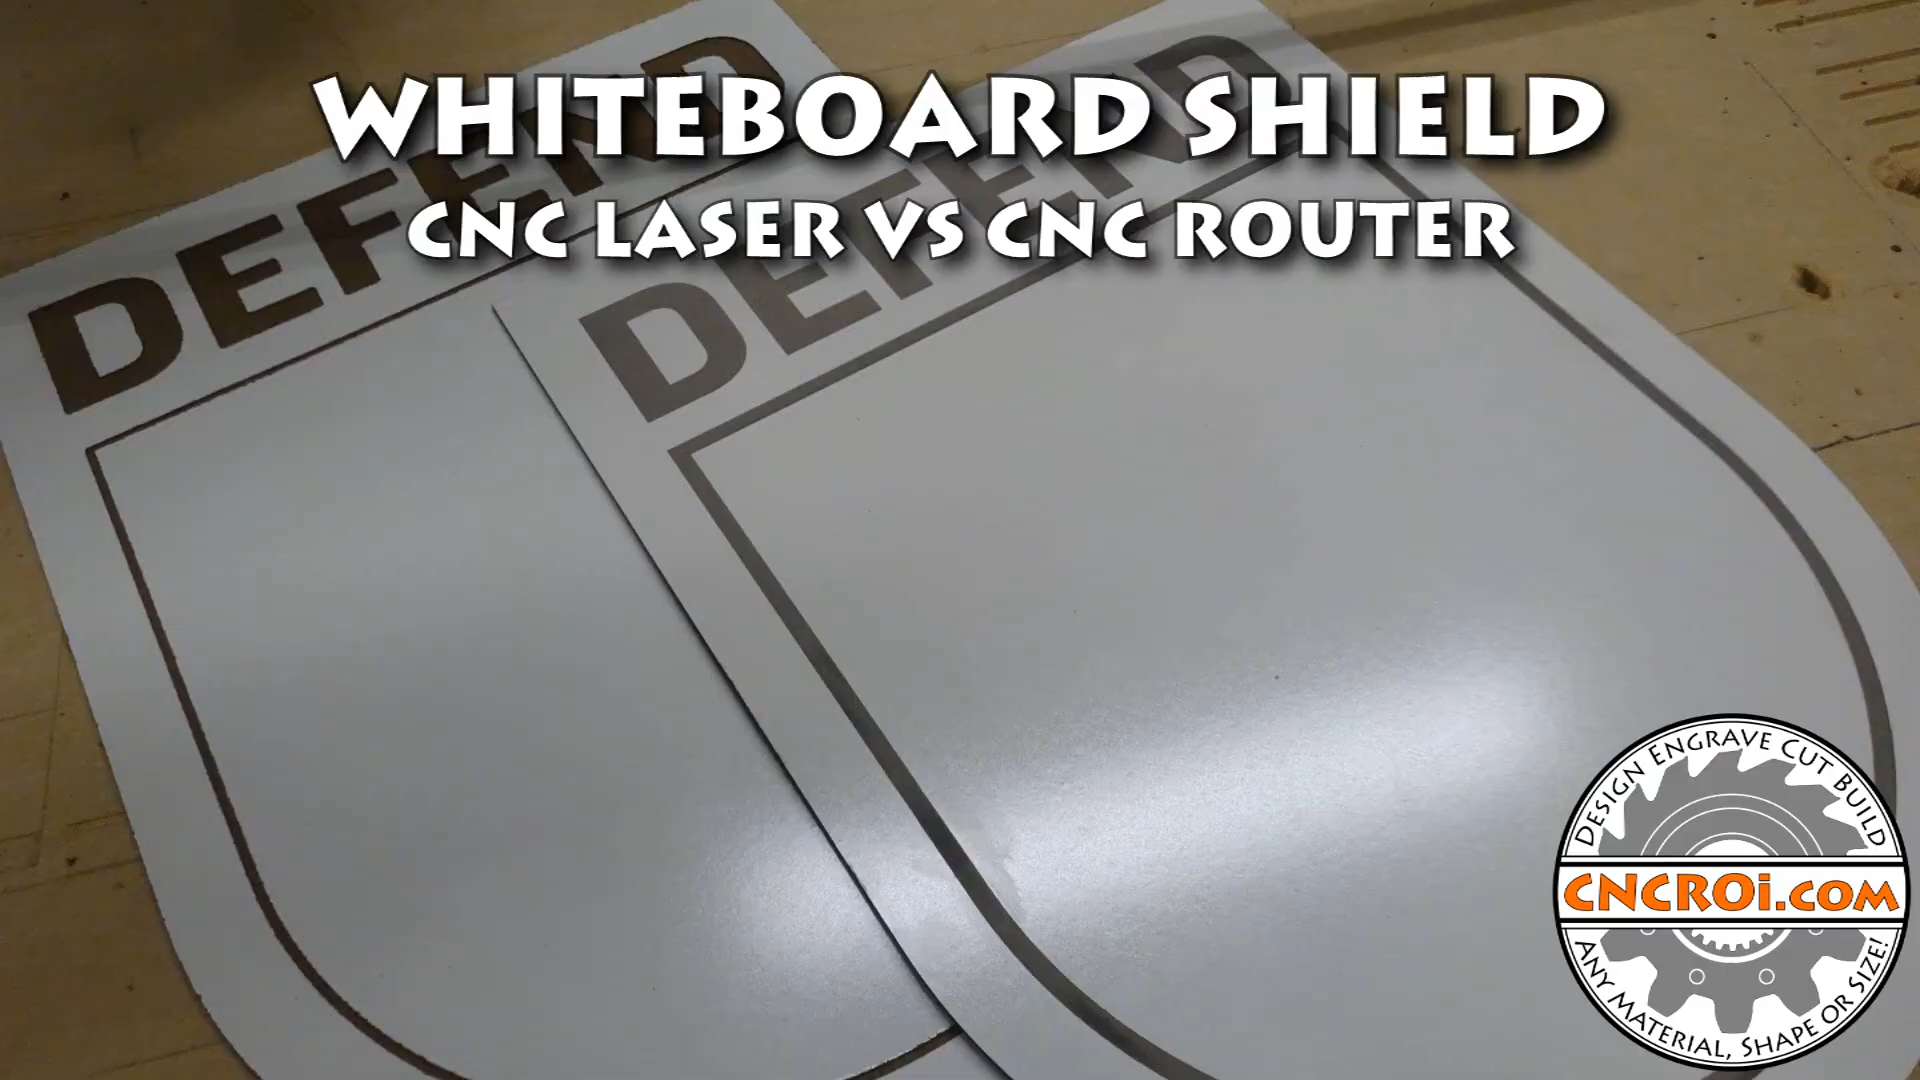 WHITEBOARD SHIELD
CNC LASER VS CNC ROUTER
DEFEND
DEFEND
DESIGN ENGRAVE CUT BUILD
CNCROi.com
ANY MATERIAL, SHAPE OR SIZE!